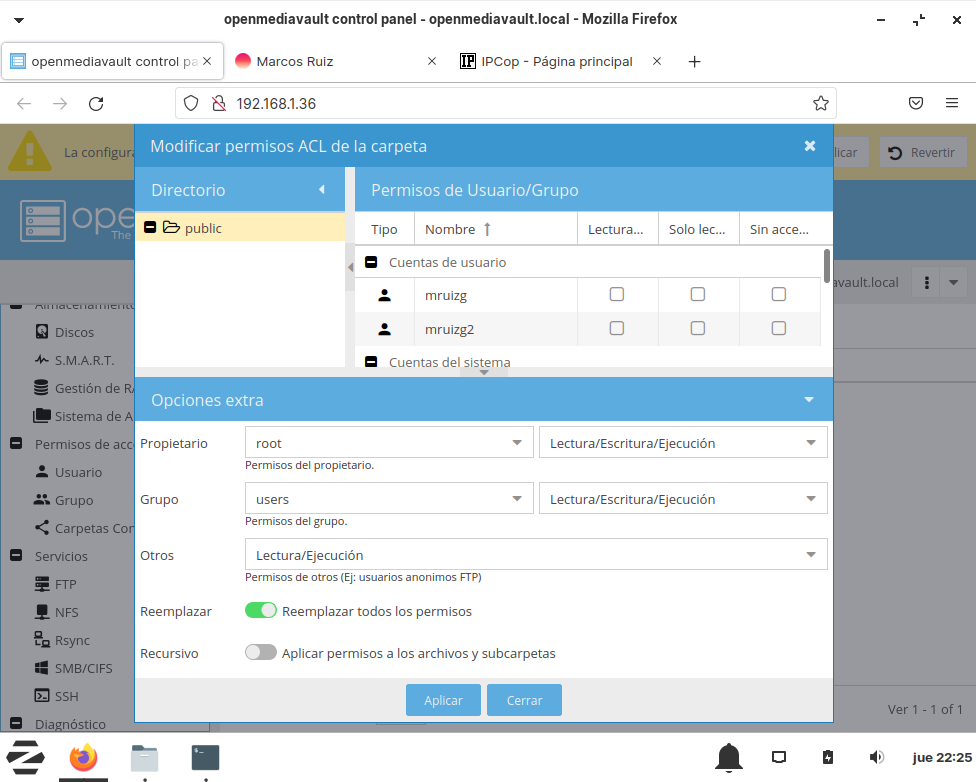 openmediavault control panel - openmediavault.local - Mozilla Firefox
openmediavault control pa
Marcos Ruiz
IPCop - Página principal
192.168.1.36
La configura
licar
Revertir
Modificar permisos ACL de la carpeta
ope
The
Directorio
Permisos de Usuario/Grupo
public
Tipo
Nombre
Lectura...
Solo lec...
Sin acce...
Cuentas de usuario
mruizg
mruizg2
Cuentas del sistema
avault.local
Almacenamiento
Discos
S.M.A.R.T.
Gestión de RA
Sistema de A
Permisos de acc
Usuario
Grupo
Carpetas Cor
Servicios
FTP
NFS
Rsync
SMB/CIFS
SSH
Diagnóstico
Opciones extra
Propietario
root
Lectura/Escritura/Ejecución
Permisos del propietario.
Grupo
users
Lectura/Escritura/Ejecución
Permisos del grupo.
Otros
Lectura/Ejecución
Permisos de otros (Ej: usuarios anonimos FTP)
Reemplazar
Reemplazar todos los permisos
Recursivo
Aplicar permisos a los archivos y subcarpetas
Aplicar
Cerrar
Ver 1 - 1 of 1
jue 22:25